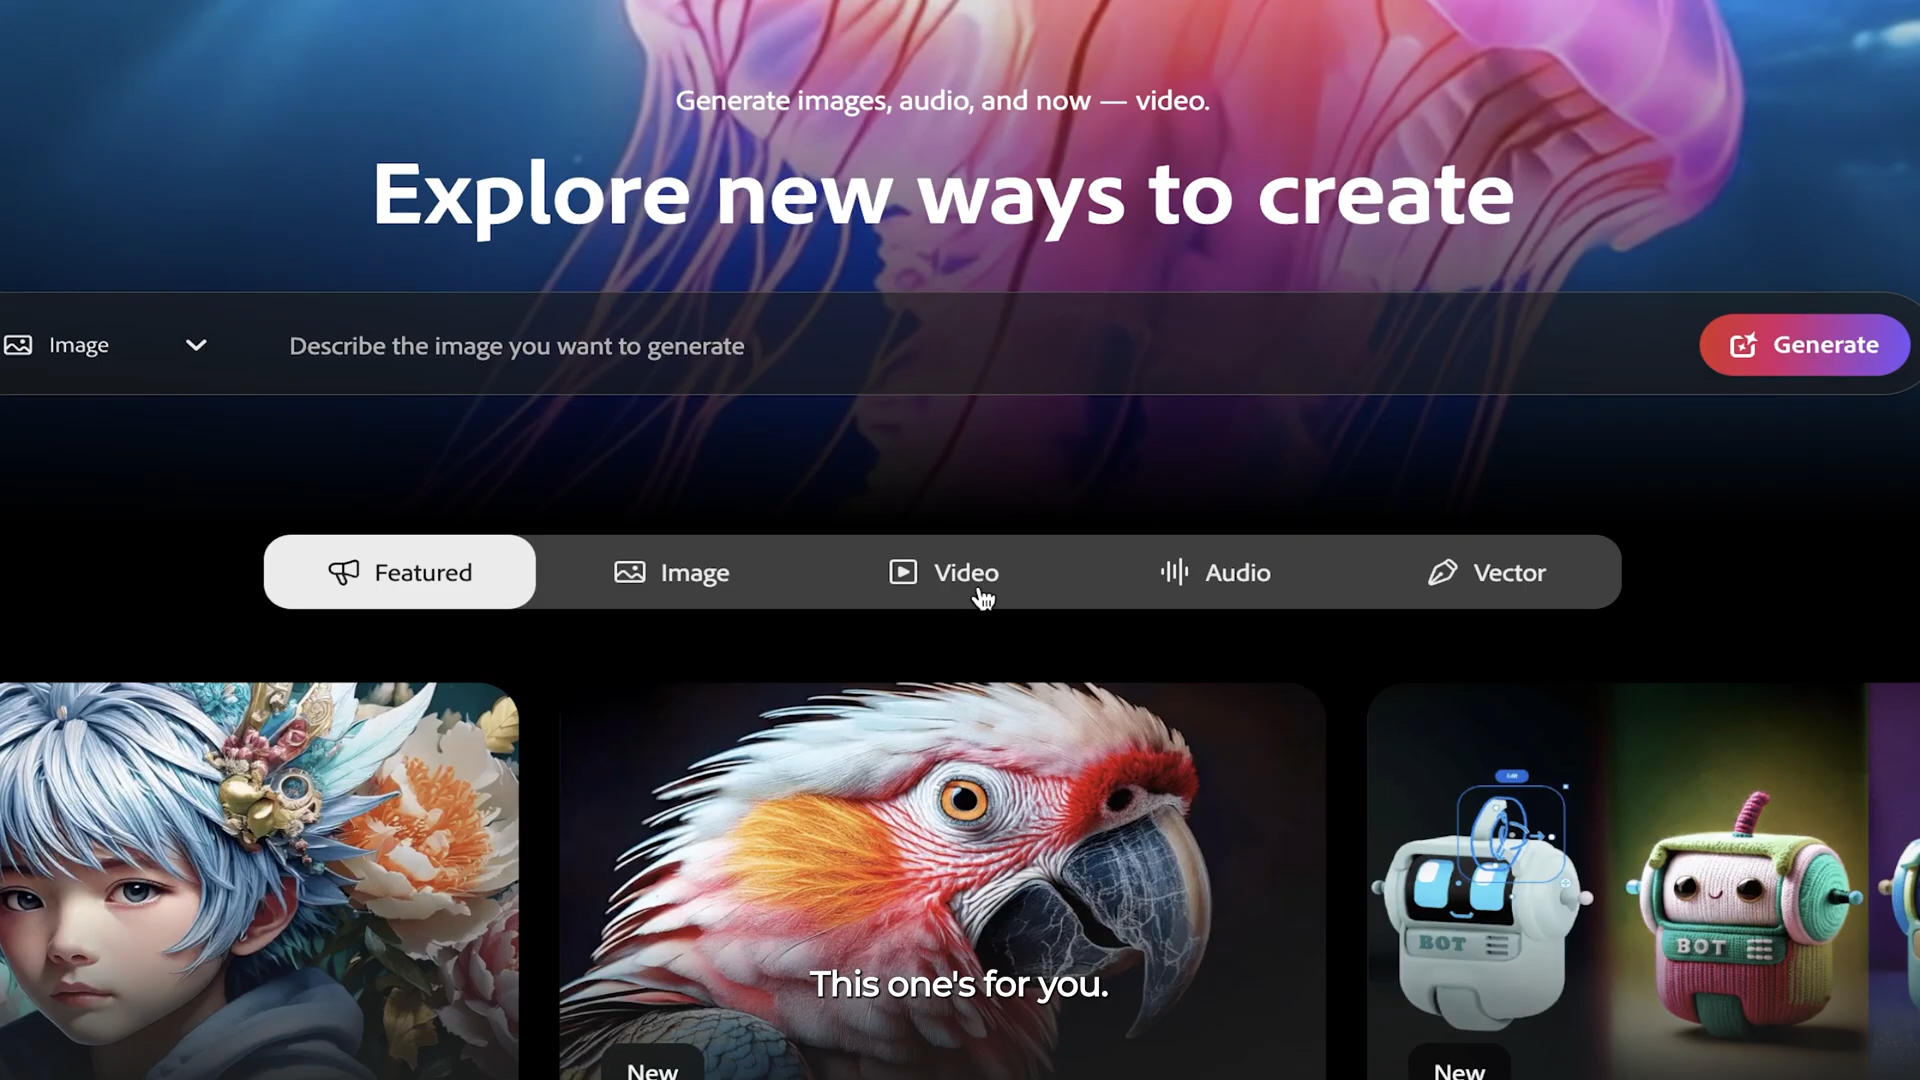 Generate images, audio, and now — video.
Explore new ways to create
Image
Describe the image you want to generate
Generate
Featured
Image
Video
Audio
Vector
BOT
BOT
This one's for you.
New
New